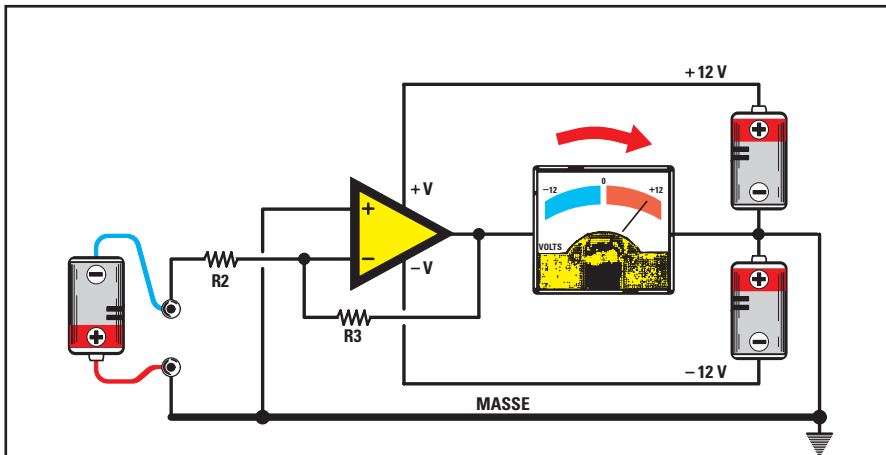 + 12 V
+
−
−12
0
+12
VOLTS
+ V
+
−
− V
−
+
R2
R3
+
−
− 12 V
MASSE